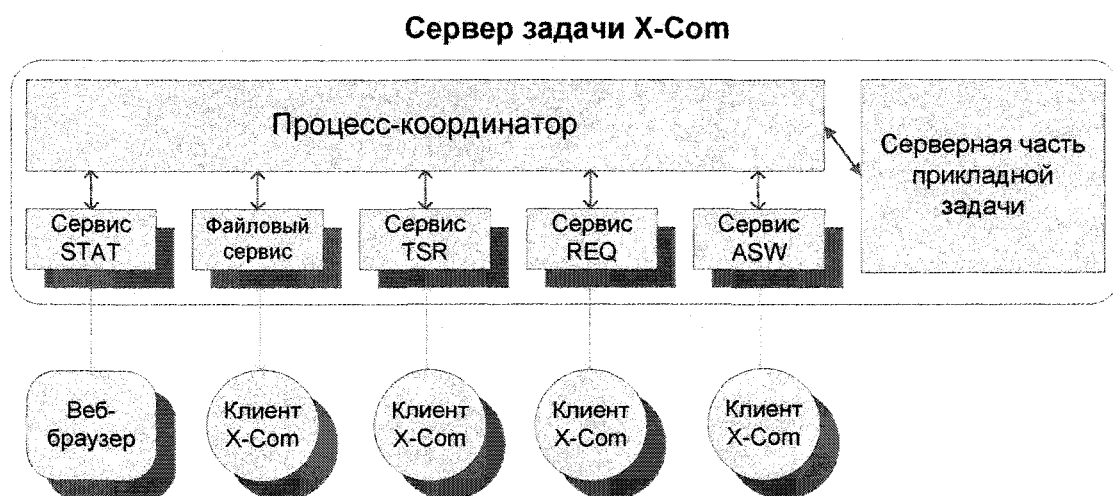 Сервер задачи X-Com
Процесс-координатор
Серверная часть
прикладной
задачи
Сервис
STAT
Файловый
сервис
Сервис
TSR
Сервис
REQ
Сервис
ASW
Веб-
браузер
Клиент
X-Com
Клиент
X-Com
Клиент
X-Com
Клиент
X-Com